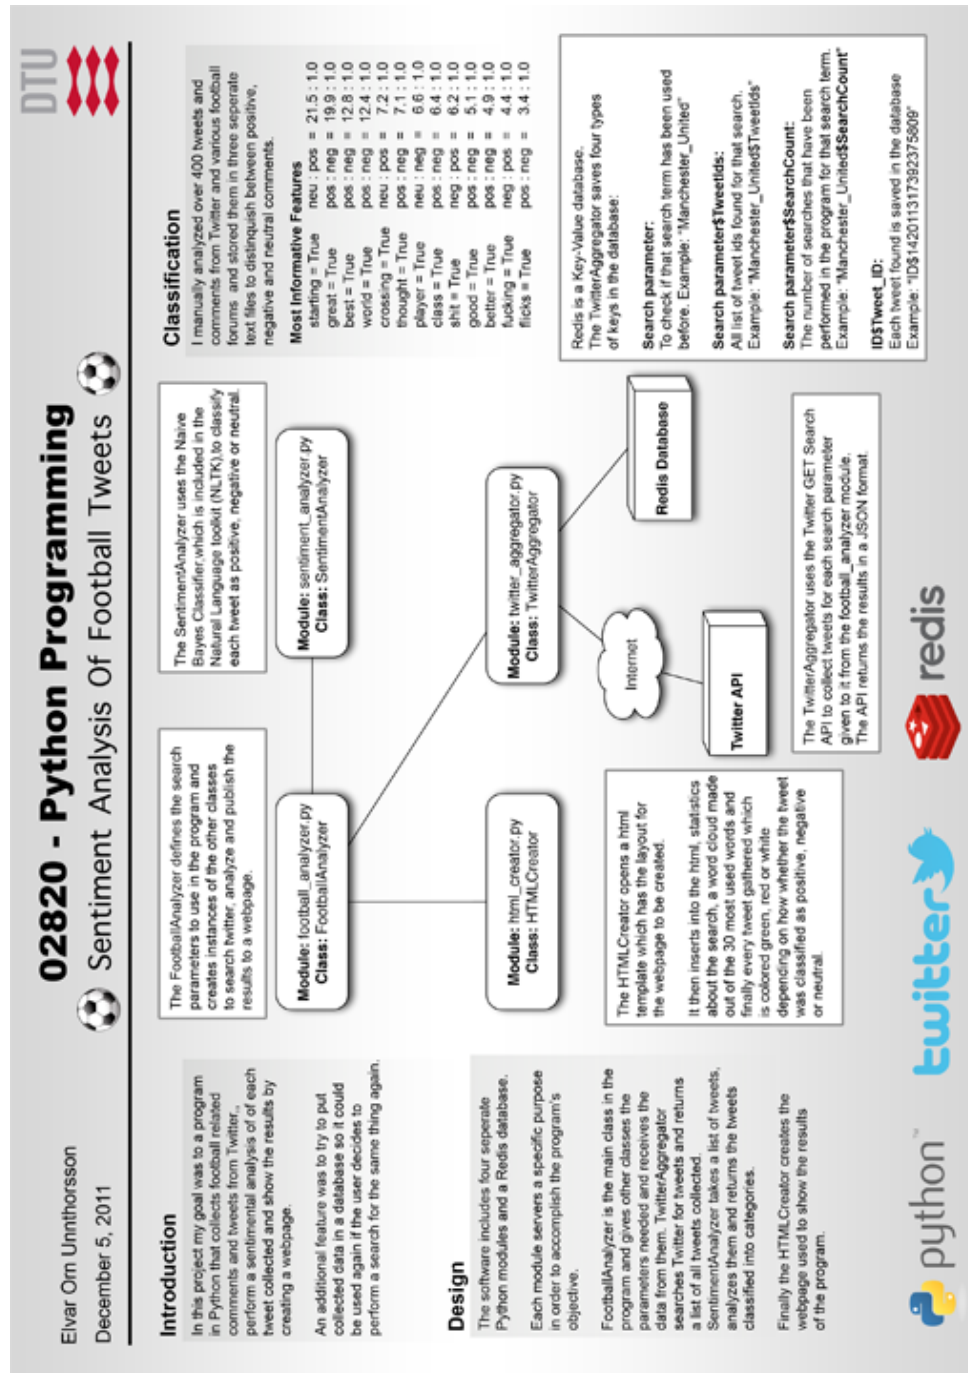 Elvar Orn Unnthorsson
December 5, 2011
02820 - Python Programming
Sentiment Analysis Of Football Tweets
DTU
Introduction
In this project my goal was to a program
in Python that collects football related
comments and tweets from Twitter,,
perform a sentimental analysis of of each
tweet collected and show the results by
creating a webpage.
An additional feature was to try to put
collected data in a database so it could
be used again if the user decides to
perform a search for the same thing again.
Design
The software includes four seperate
Python modules and a Redis database.
Each module servers a specific purpose
in order to accomplish the program's
objective.
FootballAnalyzer is the main class in the
program and gives other classes the
parameters needed and receives the
data from them. TwitterAggregator
searches Twitter for tweets and returns
a list of all tweets collected.
SentimentAnalyzer takes a list of tweets,
analyzes them and returns the tweets
classified into categories.
Finally the HTMLCreator creates the
webpage used to show the results
of the program.
The FootballAnalyzer defines the search
parameters to use in the program and
creates instances of the other classes
to search twitter, analyze and publish the
results to a webpage.
Module: football_analyzer.py
Class: FootballAnalyzer
The SentimentAnalyzer uses the Naive
Bayes Classifier,which is included in the
Natural Language toolkit (NLTK),to classify
each tweet as positive, negative or neutral.
Module: sentiment_analyzer.py
Class: SentimentAnalyzer
Module: html_creator.py
Class: HTMLCreator
Module: twitter_aggregator.py
Class: TwitterAggregator
Internet
Twitter API
Redis Database
The HTMLCreator opens a html
template which has the layout for
the webpage to be created.
It then inserts into the html, statistics
about the search, a word cloud made
out of the 30 most used words and
finally every tweet gathered which
is colored green, red or white
depending on how whether the tweet
was classified as positive, negative
or neutral.
The TwitterAggregator uses the Twitter GET Search
API to collect tweets for each search parameter
given to it from the football_analyzer module.
The API returns the results in a JSON format.
Classification
I manually analyzed over 400 tweets and
comments from Twitter and various football
forums and stored them in three seperate
text files to distinquish between positive,
negative and neutral comments.
Most Informative Features
starting = True neu : pos = 21.5 : 1.0
great = True pos : neg = 19.9 : 1.0
best = True pos : neg = 12.8 : 1.0
world = True pos : neg = 12.4 : 1.0
crossing = True neu : pos = 7.2 : 1.0
thought = True pos : neg = 7.1 : 1.0
player = True neu : neg = 6.6 : 1.0
class = True pos : neg = 6.4 : 1.0
shit = True neg : pos = 6.2 : 1.0
good = True pos : neg = 5.1 : 1.0
better = True pos : neg = 4.9 : 1.0
fucking = True neg : pos = 4.4 : 1.0
flicks = True pos : neg = 3.4 : 1.0
Redis is a Key-Value database.
The TwitterAggregator saves four types
of keys in the database:
Search parameter:
To check if that search term has been used
before. Example: "Manchester_United"
Search parameter$TweetIds:
All list of tweet ids found for that search.
Example: "Manchester_United$TweetIds"
Search parameter$SearchCount:
The number of searches that have been
performed in the program for that search term.
Example: "Manchester_United$SearchCount"
ID$Tweet_ID:
Each tweet found is saved in the database
Example: "ID$142011317392375809"
python™
twitter
redis